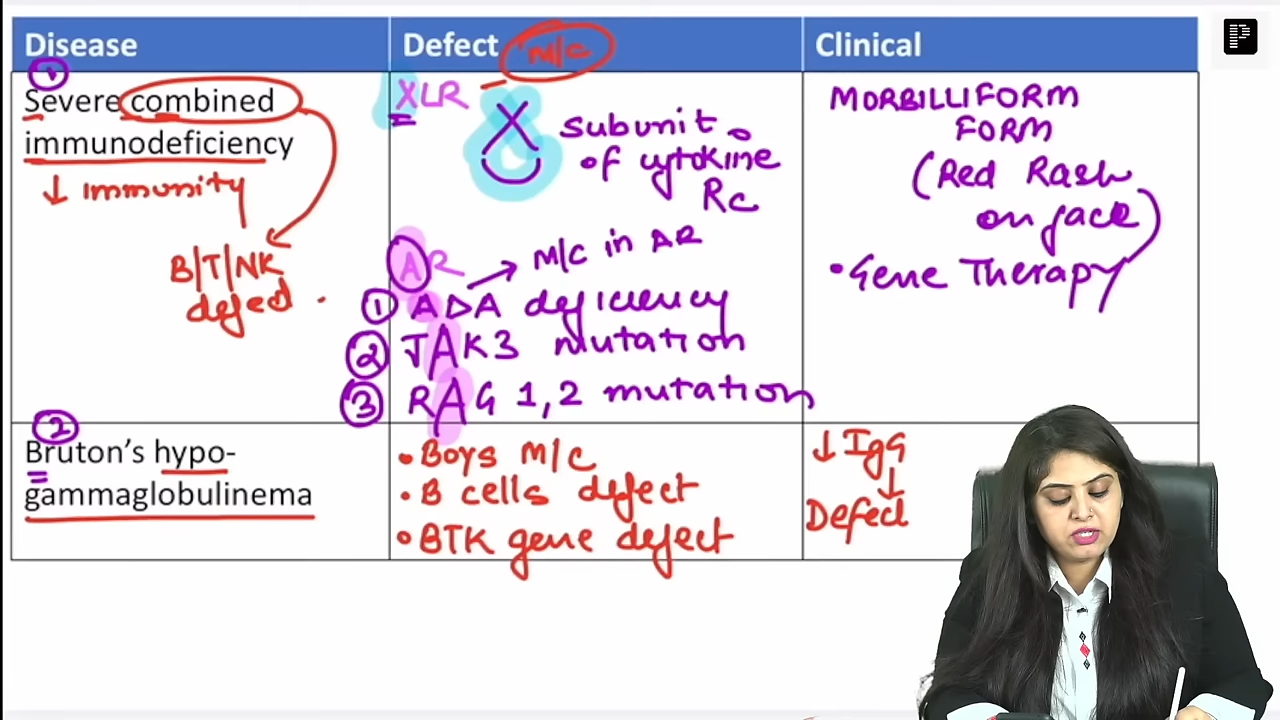 Disease
Defect
M/C
Clinical
1
Severe combined
immunodeficiency
↓ Immunity
B/T/NK
defect
XLR
γ subunit
of cytokine
Rc
AR
M/C in AR
① ADA deficiency
② JAK3 mutation
③ RAG 1,2 mutation
MORBILLIFORM
FORM
(Red Rash
on face)
• Gene Therapy
2
Bruton's hypo-
gammaglobulinema
• Boys M/C
• B cells defect
• BTK gene defect
↓ IgG
↓
Defect
P